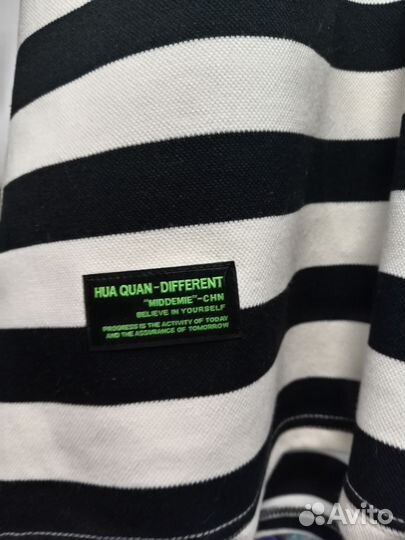 HUA QUAN-DIFFERENT
"MIDDEMIE"-CHN
BELIEVE IN YOURSELF
PROGRESS IS THE ACTIVITY OF TODAY
AND THE ASSURANCE OF TOMORROW
Avito